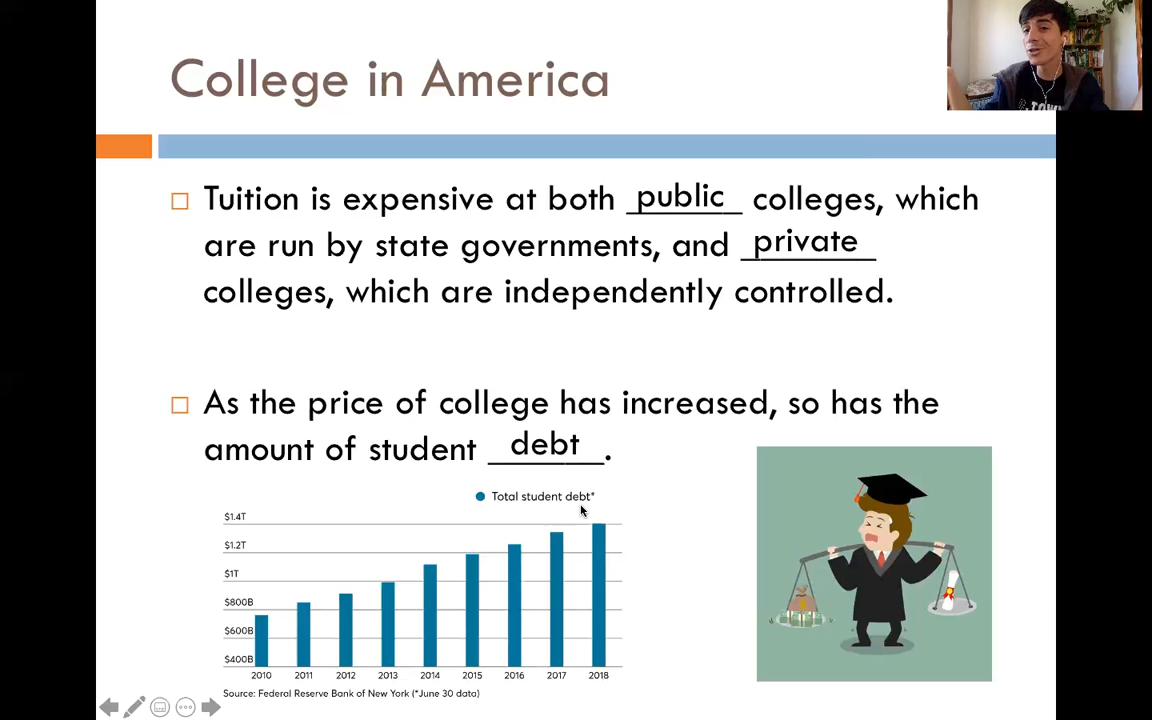 College in America
Tuition is expensive at both public colleges, which
are run by state governments, and private
colleges, which are independently controlled.
As the price of college has increased, so has the
amount of student debt.
Total student debt*
$1.4T
$1.2T
$1T
$800B
$600B
$400B
2010 2011 2012 2013 2014 2015 2016 2017 2018
Source: Federal Reserve Bank of New York (*June 30 data)